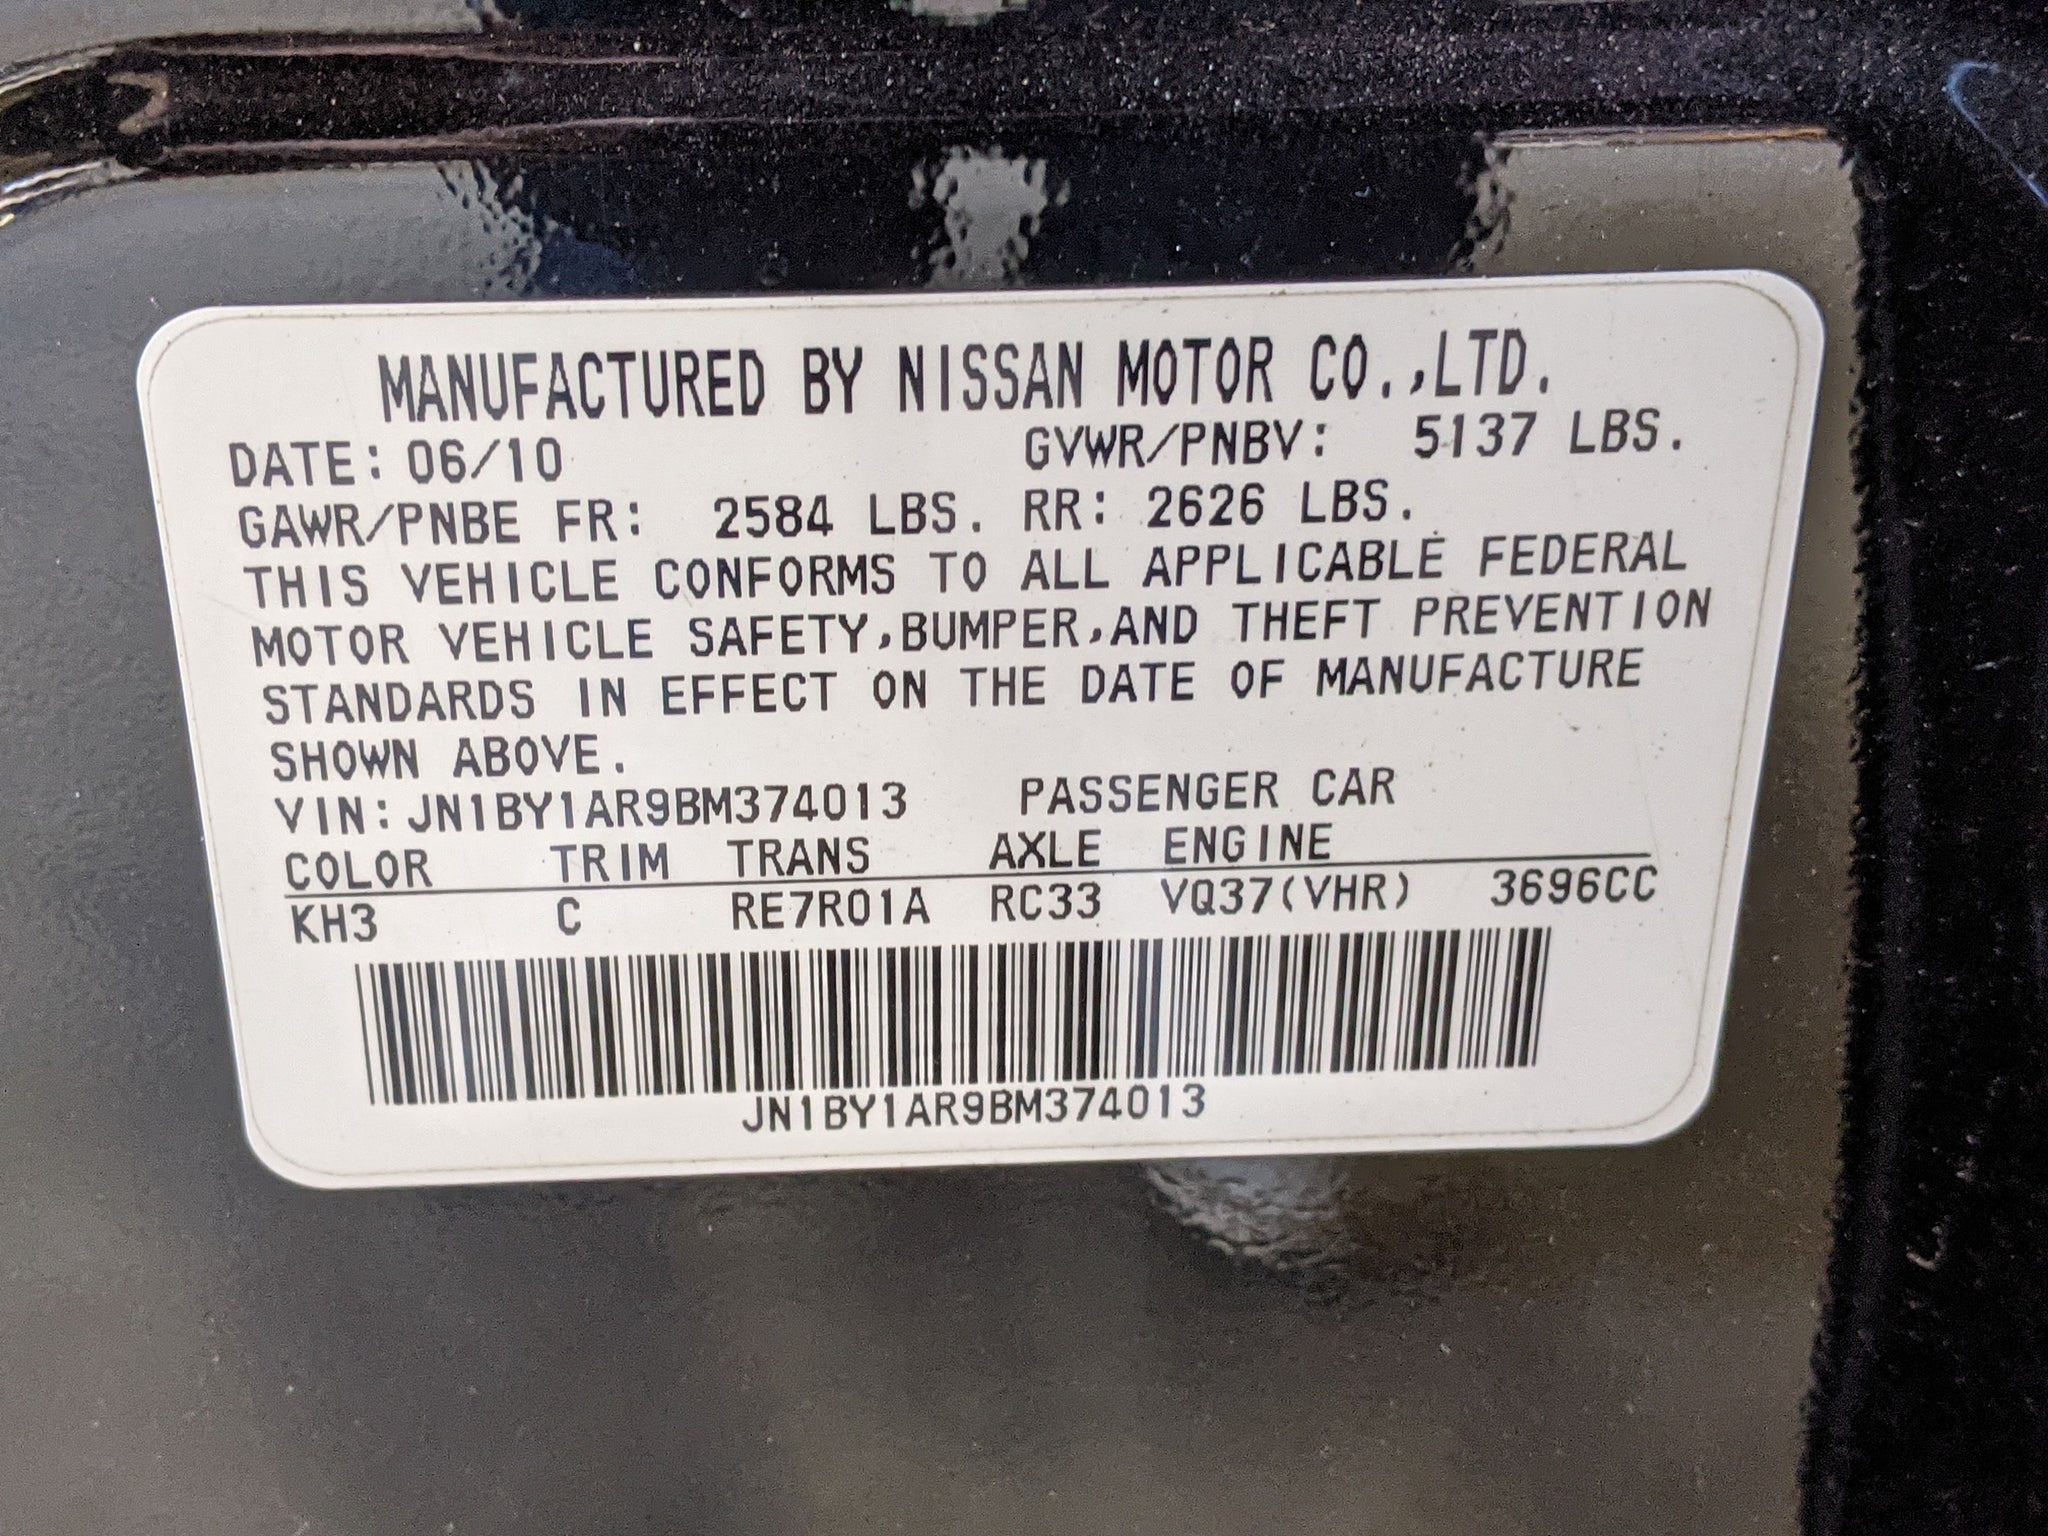 MANUFACTURED BY NISSAN MOTOR CO.,LTD.
DATE: 06/10 GVWR/PNBV: 5137 LBS.
GAWR/PNBE FR: 2584 LBS. RR: 2626 LBS.
THIS VEHICLE CONFORMS TO ALL APPLICABLE FEDERAL
MOTOR VEHICLE SAFETY,BUMPER,AND THEFT PREVENTION
STANDARDS IN EFFECT ON THE DATE OF MANUFACTURE
SHOWN ABOVE.
VIN:JN1BY1AR9BM374013 PASSENGER CAR
COLOR TRIM TRANS AXLE ENGINE
KH3 C RE7R01A RC33 VQ37(VHR) 3696CC
JN1BY1AR9BM374013